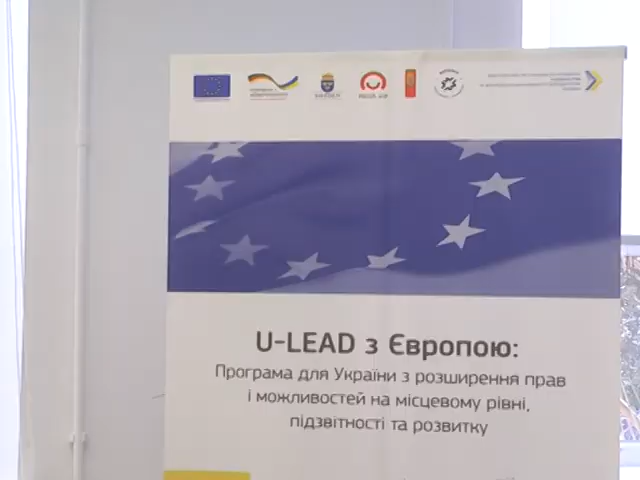 U-LEAD з Європою:
Програма для України з розширення прав
і можливостей на місцевому рівні,
підзвітності та розвитку